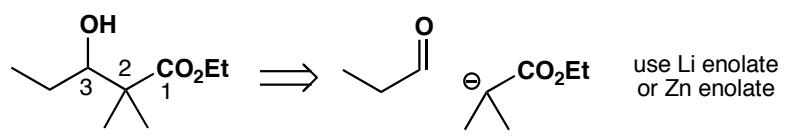 OH
O
2
CO₂Et
3
1
⊖
CO₂Et
use Li enolate
or Zn enolate